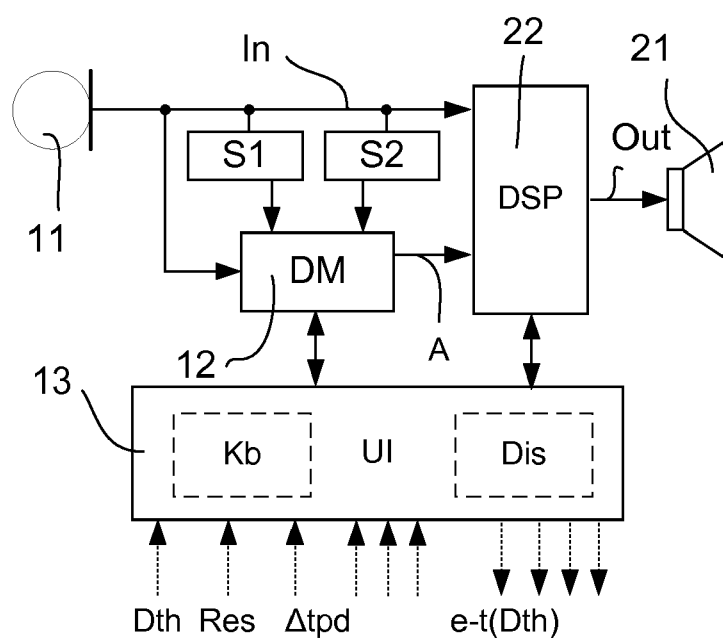 In
22
21
S1
S2
Out
DSP
11
DM
12
A
13
Kb
UI
Dis
Dth
Res
Δtpd
e-t(Dth)